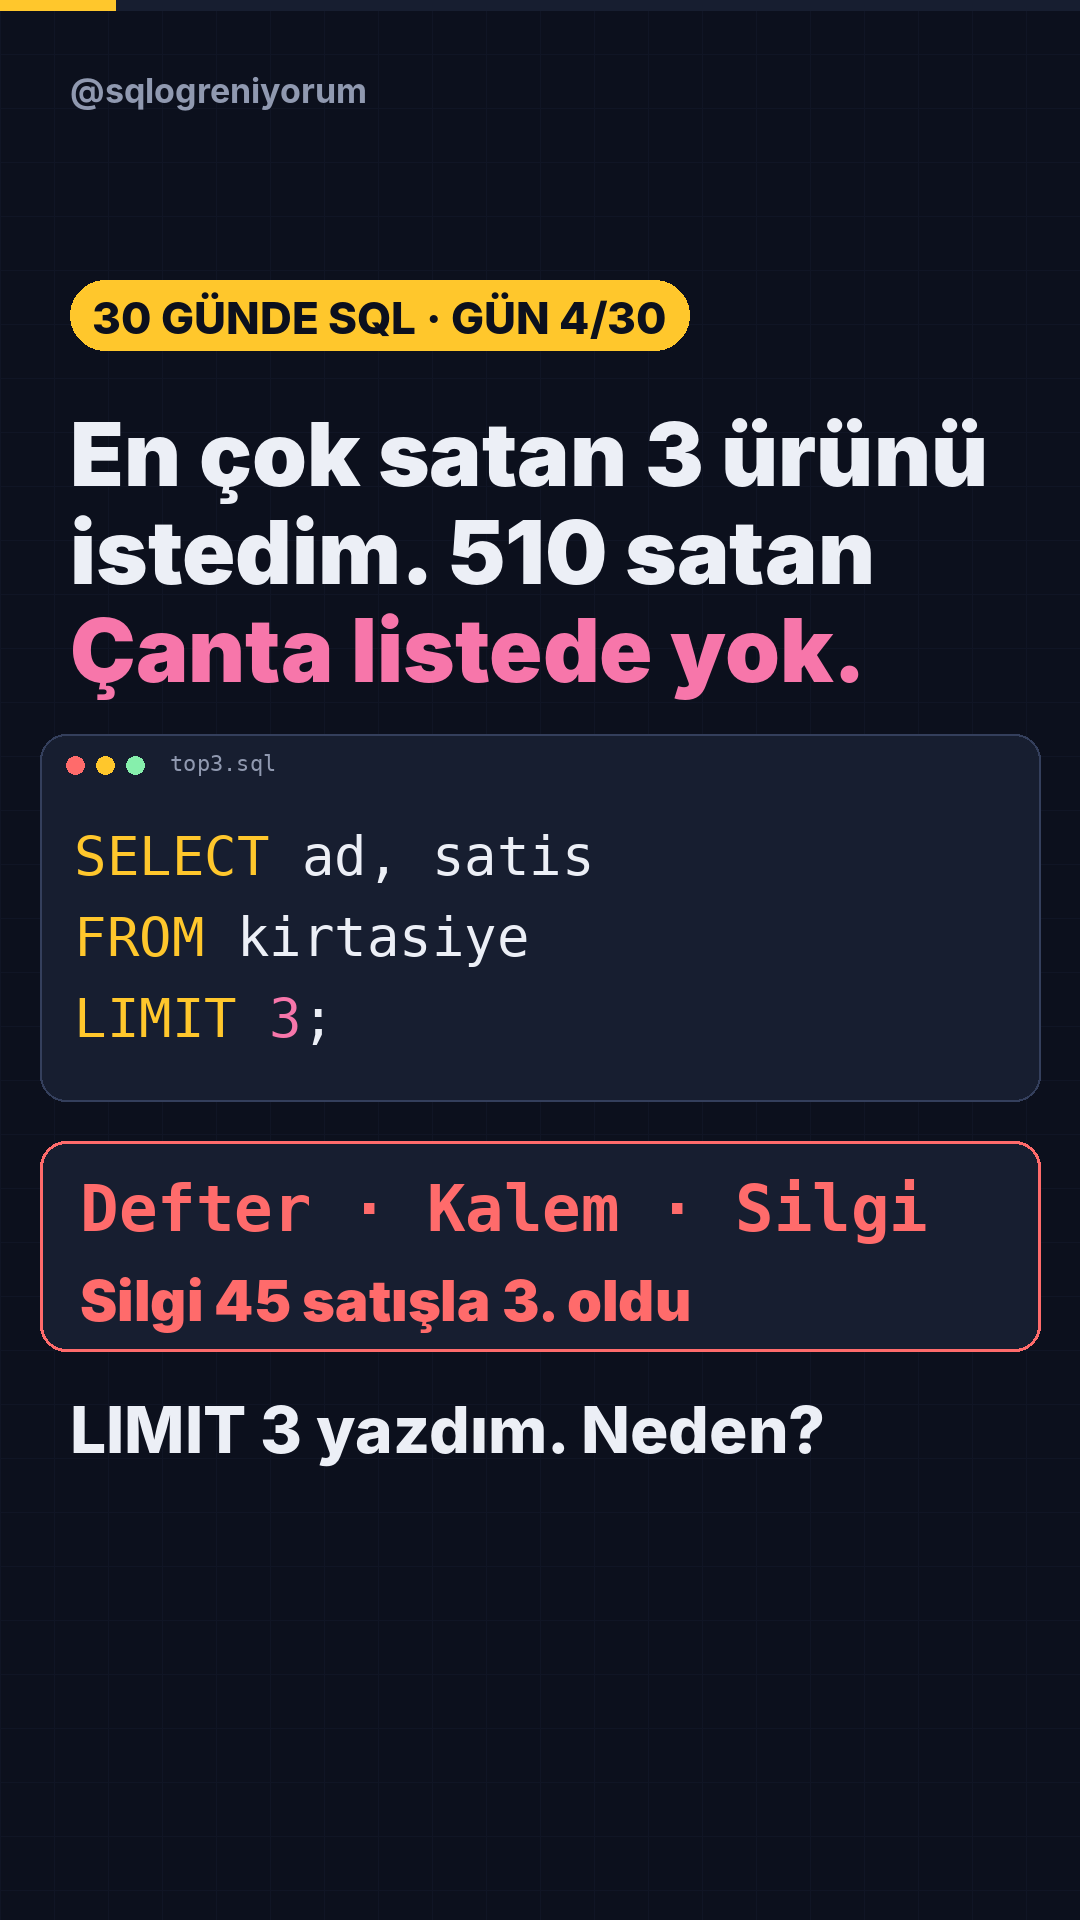 @sqlogreniyorum
30 GÜNDE SQL · GÜN 4/30
En çok satan 3 ürünü
istedim. 510 satan
Çanta listede yok.
top3.sql
SELECT ad, satis
FROM kirtasiye
LIMIT 3;
Defter · Kalem · Silgi
Silgi 45 satışla 3. oldu
LIMIT 3 yazdım. Neden?